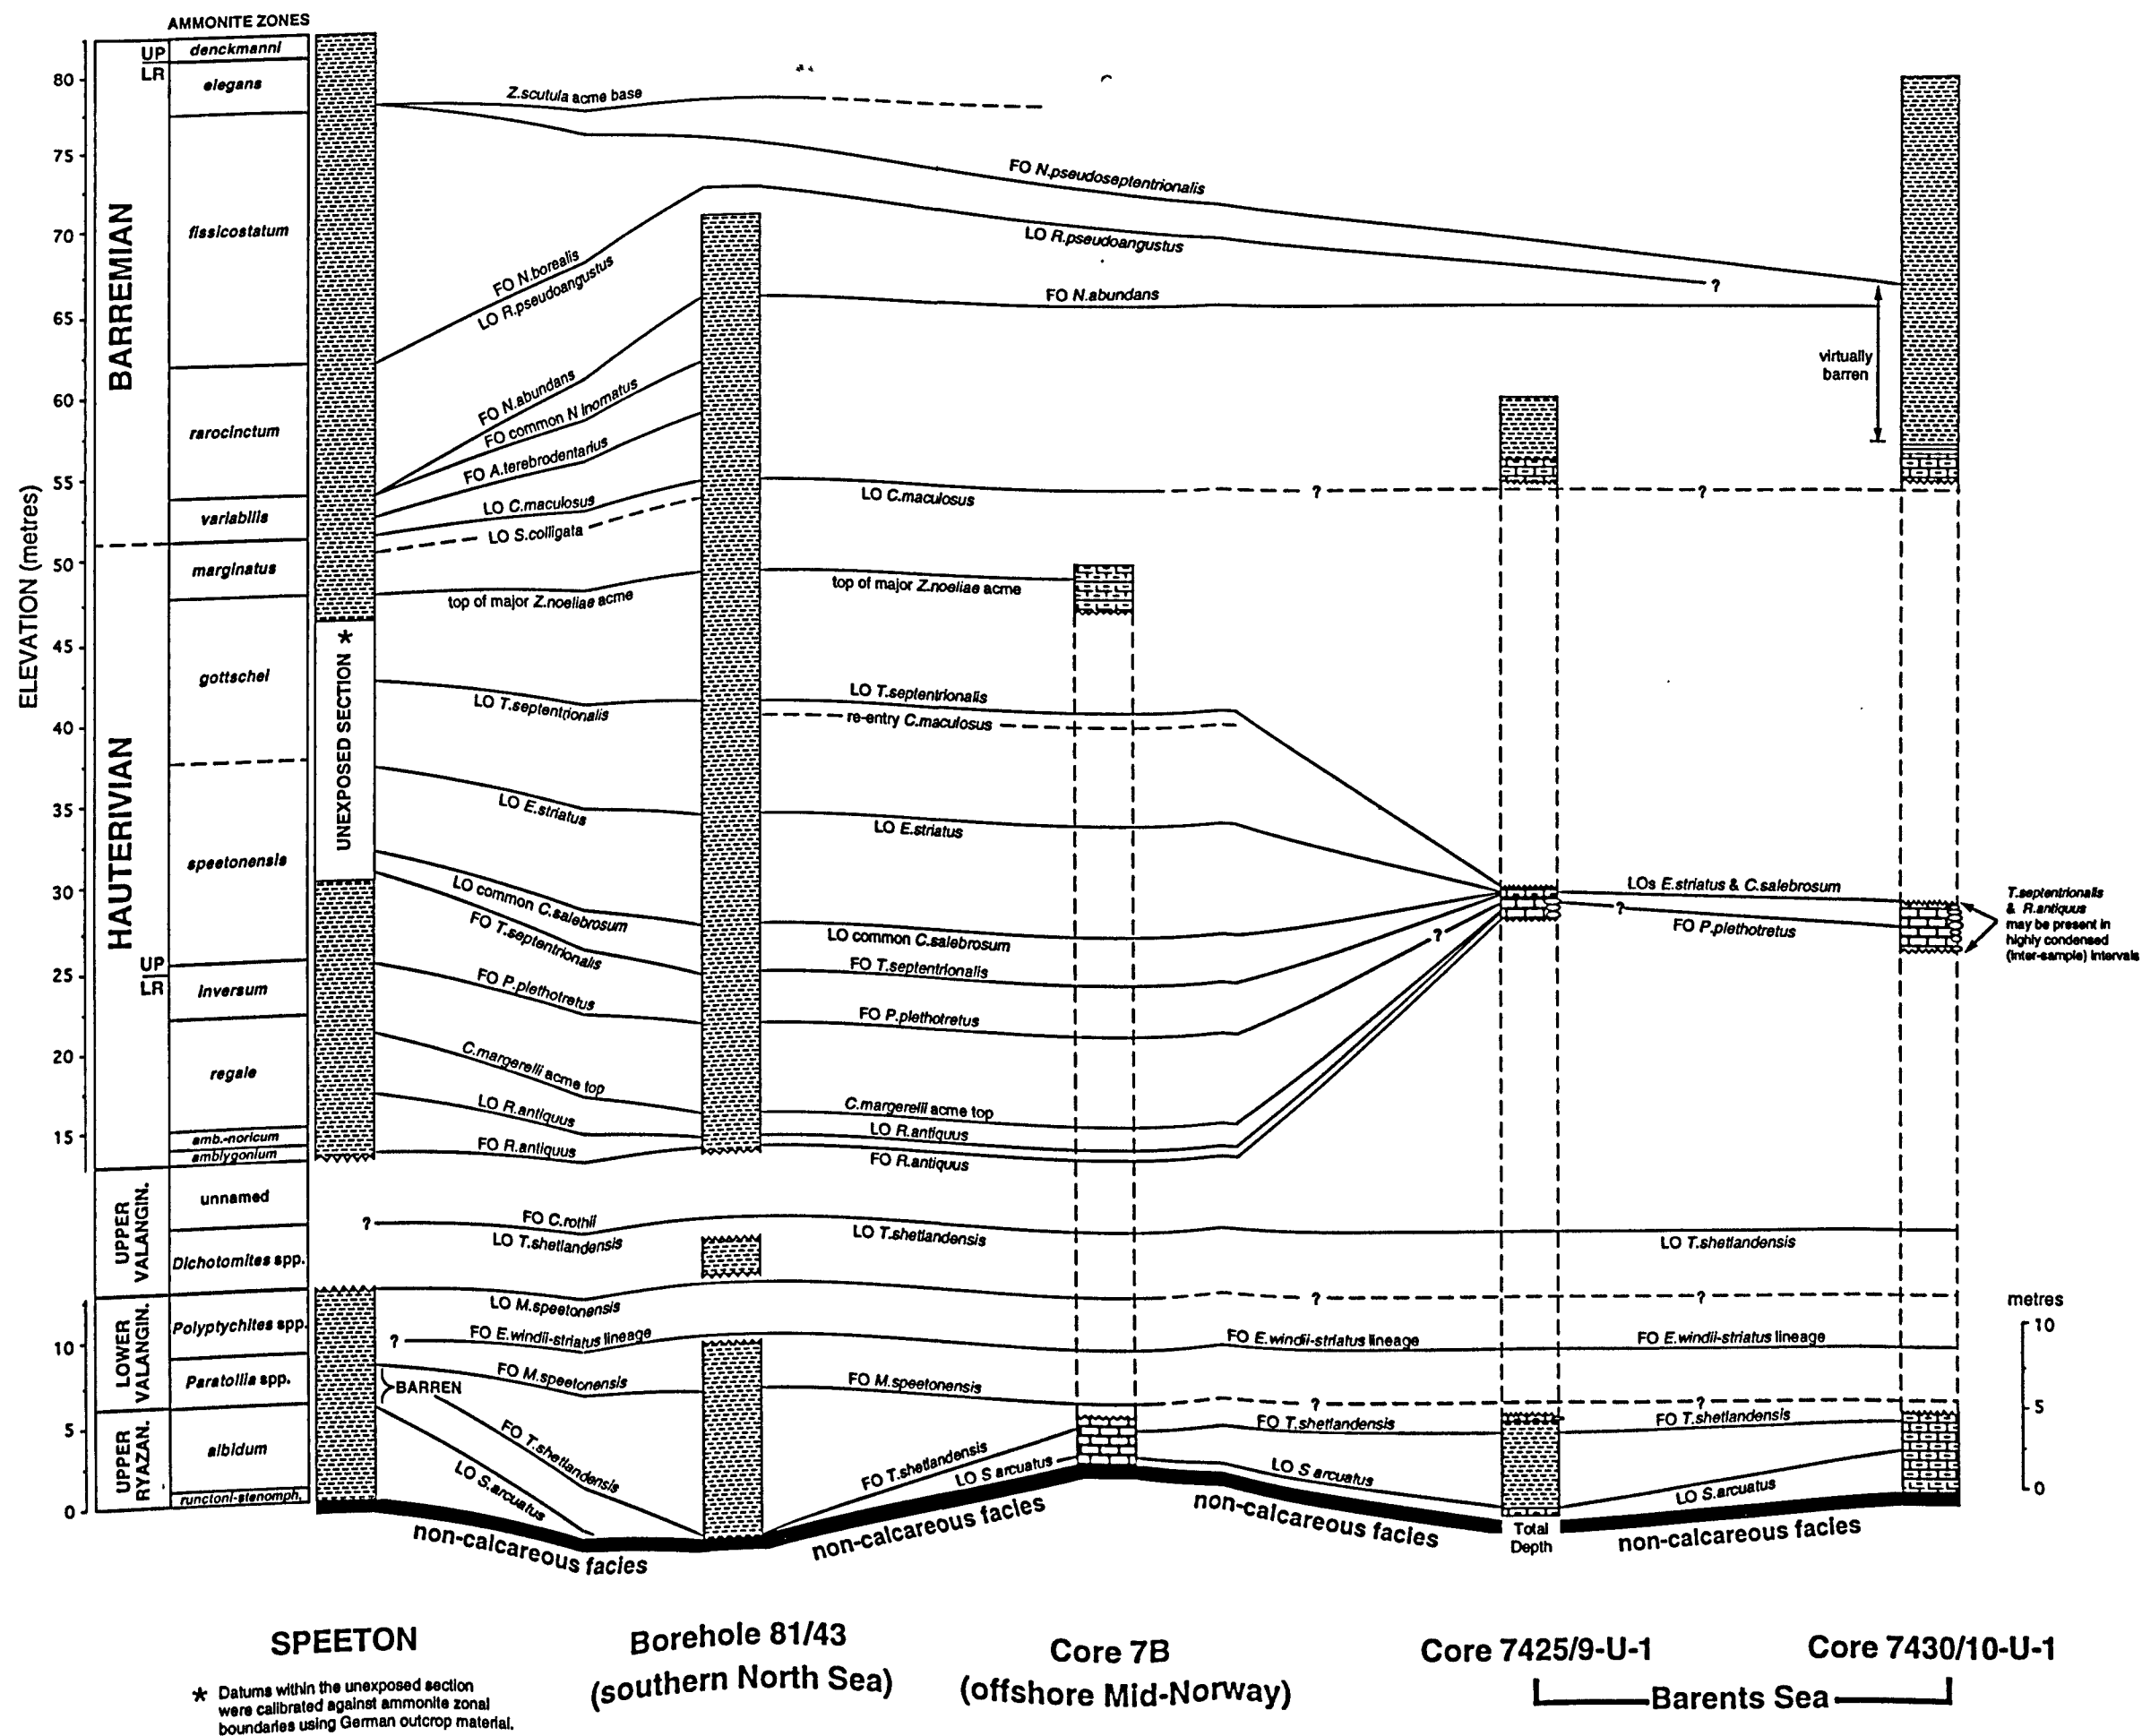 AMMONITE ZONES
ELEVATION (metres)
80
75
70
65
60
55
50
45
40
35
30
25
20
15
10
5
0
BARREMIAN
UP
LR
HAUTERIVIAN
UP
LR
UPPER
VALANGIN.
LOWER
VALANGIN.
UPPER
RYAZAN.
denckmanni
elegans
fissicostatum
rarocinctum
variabilis
marginatus
gottschei
speetonensis
inversum
regale
amb.-noricum
amblygonium
unnamed
Dichotomites spp.
Polyptychites spp.
Paratollia spp.
albidum
runctoni-stenomph.
*
UNEXPOSED SECTION
Z.scutula acme base
FO N.pseudoseptentrionalis
FO N.borealis
LO R.pseudoangustus
LO R.pseudoangustus
?
FO N.abundans
FO N.abundans
FO common N inornatus
FO A.terebrodentarius
virtually
barren
LO C.maculosus
LO C.maculosus
?
?
LO S.colligata
top of major Z.noeliae acme
top of major Z.noeliae acme
LO T.septentrionalis
LO T.septentrionalis
re-entry C.maculosus
LO E.striatus
LO E.striatus
LO common C.salebrosum
LO common C.salebrosum
LOs E.striatus & C.salebrosum
T.septentrionalis
& R.antiquus
may be present in
highly condensed
(inter-sample) intervals
FO T.septentrionalis
FO T.septentrionalis
FO P.plethotretus
FO P.plethotretus
?
?
FO P.plethotretus
C.margerelii acme top
C.margerelii acme top
LO R.antiquus
LO R.antiquus
FO R.antiquus
FO R.antiquus
?
FO C.rothii
LO T.shetlandensis
LO T.shetlandensis
LO T.shetlandensis
LO M.speetonensis
?
?
?
FO E.windii-striatus lineage
FO E.windii-striatus lineage
FO E.windii-striatus lineage
BARREN
FO M.speetonensis
FO M.speetonensis
?
?
FO T.shetlandensis
FO T.shetlandensis
FO T.shetlandensis
FO T.shetlandensis
LO S.arcuatus
LO S arcuatus
LO S arcuatus
LO S.arcuatus
non-calcareous facies
non-calcareous facies
non-calcareous facies
non-calcareous facies
Total
Depth
metres
10
5
0
SPEETON
Borehole 81/43
(southern North Sea)
Core 7B
(offshore Mid-Norway)
Core 7425/9-U-1
Core 7430/10-U-1
Barents Sea
* Datums within the unexposed section
were calibrated against ammonite zonal
boundaries using German outcrop material.